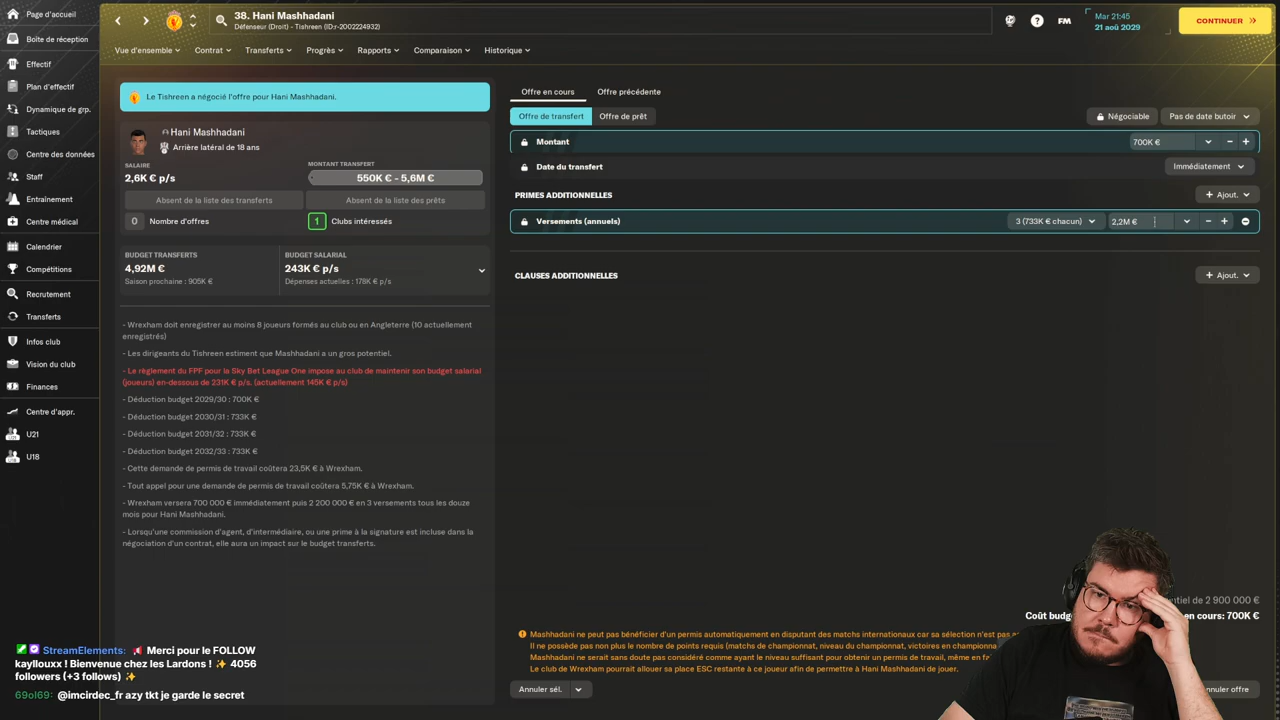 Page d'accueil
Boîte de réception
Effectif
Plan d'effectif
Dynamique de grp.
Tactiques
Centre des données
Staff
Entrainement
Centre médical
Calendrier
Compétitions
Recrutement
Transferts
Infos club
Vision du club
Finances
Centre d'appr.
U21
U18
38. Hani Mashhadani
Défenseur (Droit) - Tishreen (ID:r-2002224932)
FM
Mar 21:45
21 aoû 2029
CONTINUER
Vue d'ensemble
Contrat
Transferts
Progrès
Rapports
Comparaison
Historique
Le Tishreen a négocié l'offre pour Hani Mashhadani.
Hani Mashhadani
Arrière latéral de 18 ans
SALAIRE
2,6K € p/s
MONTANT TRANSFERT
550K € - 5,6M €
Absent de la liste des transferts
Absent de la liste des prêts
0 Nombre d'offres
1 Clubs intéressés
BUDGET TRANSFERTS
4,92M €
Saison prochaine : 905K €
BUDGET SALARIAL
243K € p/s
Dépenses actuelles : 178K € p/s
- Wrexham doit enregistrer au moins 8 joueurs formés au club ou en Angleterre (10 actuellement
enregistrés)
- Les dirigeants du Tishreen estiment que Mashhadani a un gros potentiel.
- Le règlement du FPF pour la Sky Bet League One impose au club de maintenir son budget salarial
(joueurs) en-dessous de 231K € p/s. (actuellement 145K € p/s)
- Déduction budget 2029/30 : 700K €
- Déduction budget 2030/31 : 733K €
- Déduction budget 2031/32 : 733K €
- Déduction budget 2032/33 : 733K €
- Cette demande de permis de travail coûtera 23,5K € à Wrexham.
- Tout appel pour une demande de permis de travail coûtera 5,75K € à Wrexham.
- Wrexham versera 700 000 € immédiatement puis 2 200 000 € en 3 versements tous les douze
mois pour Hani Mashhadani.
- Lorsqu'une commission d'agent, d'intermédiaire, ou une prime à la signature est incluse dans la
négociation d'un contrat, elle aura un impact sur le budget transferts.
Offre en cours
Offre précédente
Offre de transfert
Offre de prêt
Négociable
Pas de date butoir
Montant
700K €
Date du transfert
Immédiatement
PRIMES ADDITIONNELLES
Ajout.
Versements (annuels)
3 (733K € chacun)
2,2M €
CLAUSES ADDITIONNELLES
Ajout.
de 2 900 000 €
Coût budg
en cours: 700K €
Mashhadani ne peut pas bénéficier d'un permis automatiquement en disputant des matchs internationaux car sa sélection n'est pas
Il ne possède pas non plus le nombre de points requis (matchs de championnat, niveau du championnat, victoires en championnat
Mashhadani ne serait sans doute pas considéré comme ayant le niveau suffisant pour obtenir un permis de travail, même en
Le club de Wrexham pourrait allouer sa place ESC restante à ce joueur afin de permettre à Hani Mashhadani de jouer.
Annuler sél.
nuler offre
StreamElements: Merci pour le FOLLOW
keyjnoux ! Bienvenue chez les Lardons ! 4056
69ol69: @imcirdec_fr azy tkt je garde le secret